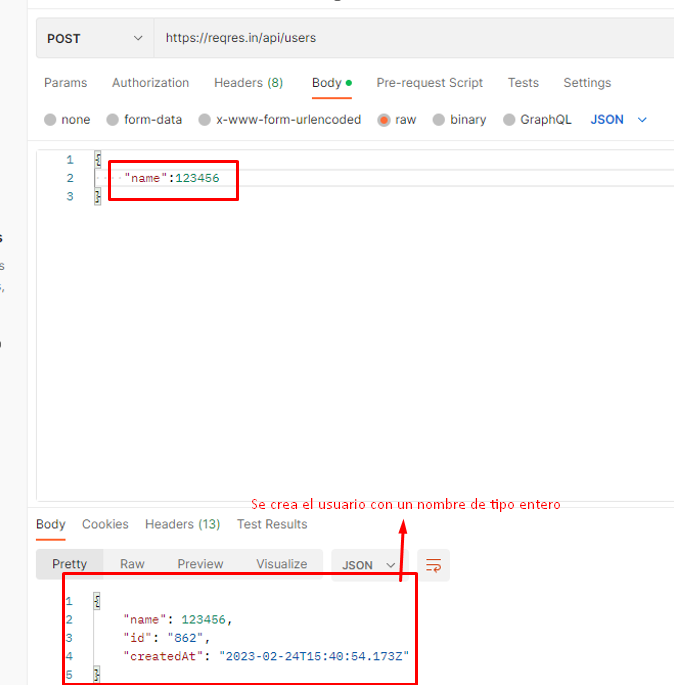 POST https://reqres.in/api/users
Params Authorization Headers (8) Body Pre-request Script Tests Settings
none form-data x-www-form-urlencoded raw binary GraphQL JSON
1 {
2 "name":123456
3 }
Se crea el usuario con un nombre de tipo entero
Body Cookies Headers (13) Test Results
Pretty Raw Preview Visualize JSON
1 {
2 "name": 123456,
3 "id": "862",
4 "createdAt": "2023-02-24T15:40:54.173Z"
5 }